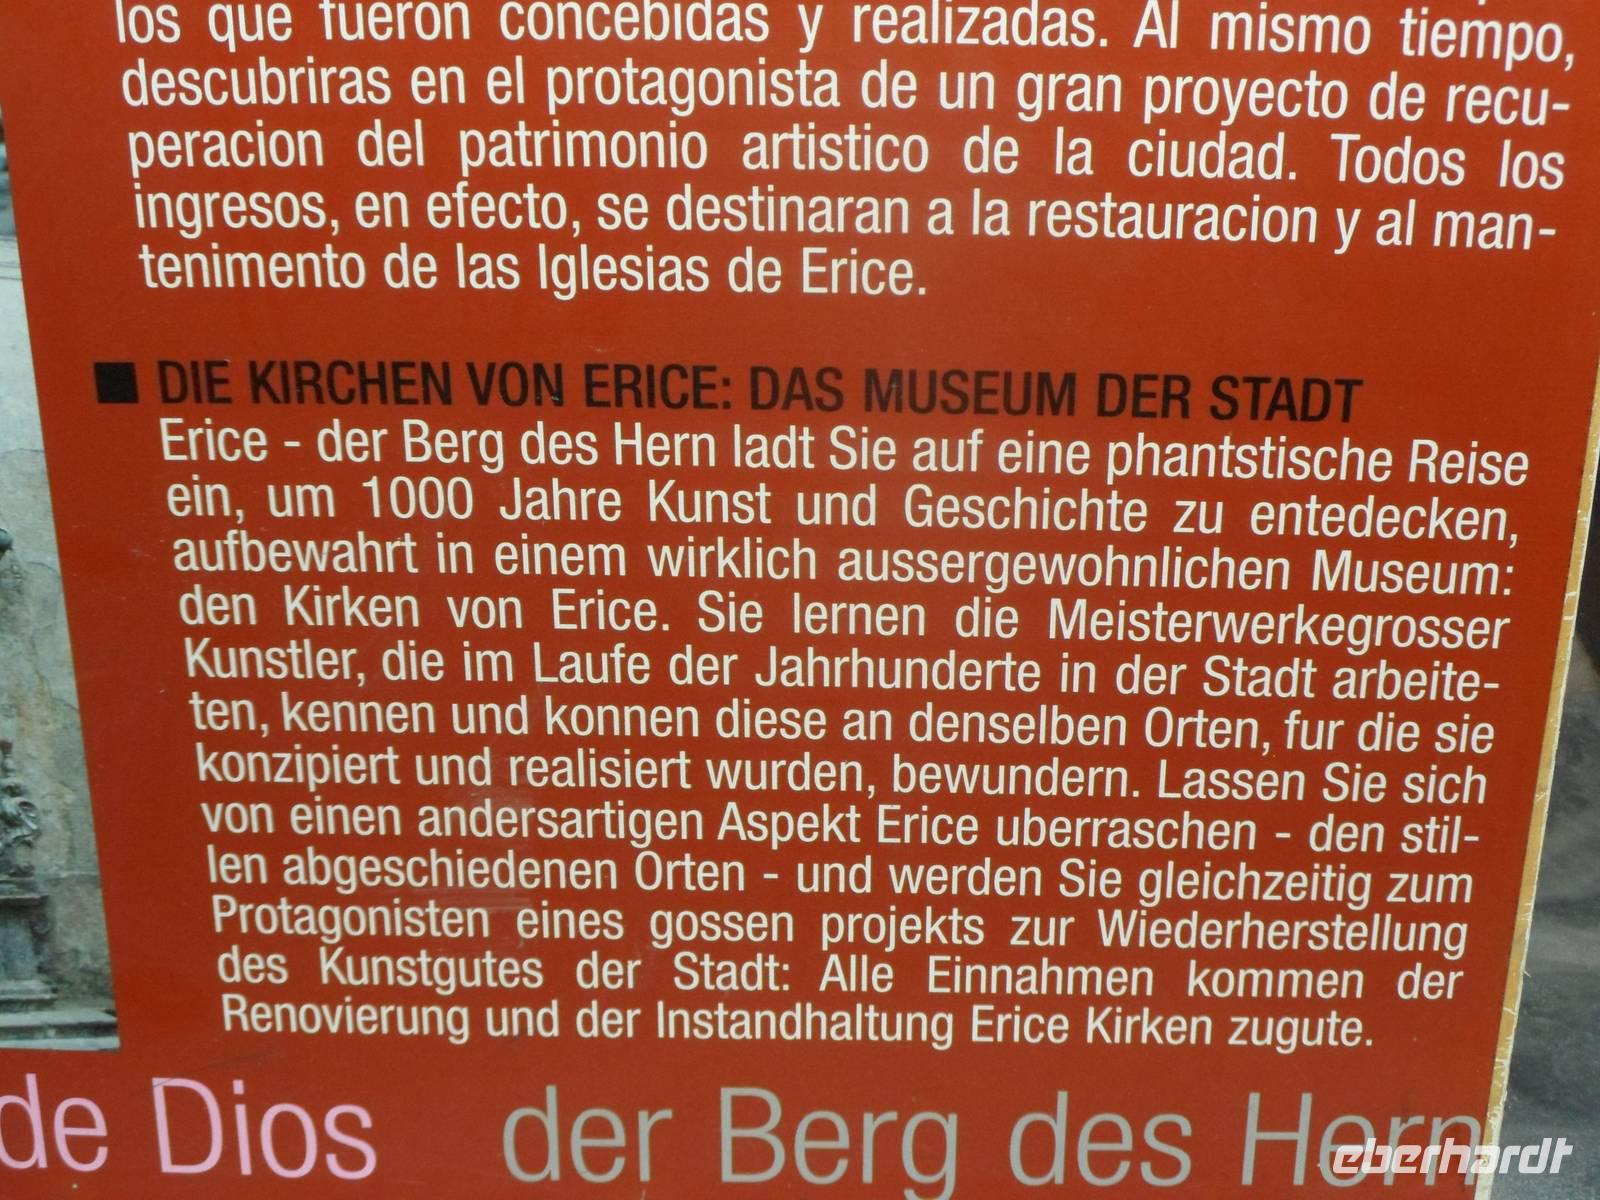 los que fueron concebidas y realizadas. Al mismo tiempo,
descubriras en el protagonista de un gran proyecto de recu-
peracion del patrimonio artistico de la ciudad. Todos los
ingresos, en efecto, se destinaran a la restauracion y al man-
tenimento de las Iglesias de Erice.
■ DIE KIRCHEN VON ERICE: DAS MUSEUM DER STADT
Erice - der Berg des Hern ladt Sie auf eine phantstische Reise
ein, um 1000 Jahre Kunst und Geschichte zu entedecken,
aufbewahrt in einem wirklich aussergewohnlichen Museum:
den Kirken von Erice. Sie lernen die Meisterwerkegrosser
Kunstler, die im Laufe der Jahrhunderte in der Stadt arbeite-
ten, kennen und konnen diese an denselben Orten, fur die sie
konzipiert und realisiert wurden, bewundern. Lassen Sie sich
von einen andersartigen Aspekt Erice uberraschen - den stil-
len abgeschiedenen Orten - und werden Sie gleichzeitig zum
Protagonisten eines gossen projekts zur Wiederherstellung
des Kunstgutes der Stadt: Alle Einnahmen kommen der
Renovierung und der Instandhaltung Erice Kirken zugute.
de Dios der Berg des Hern
eberhardt